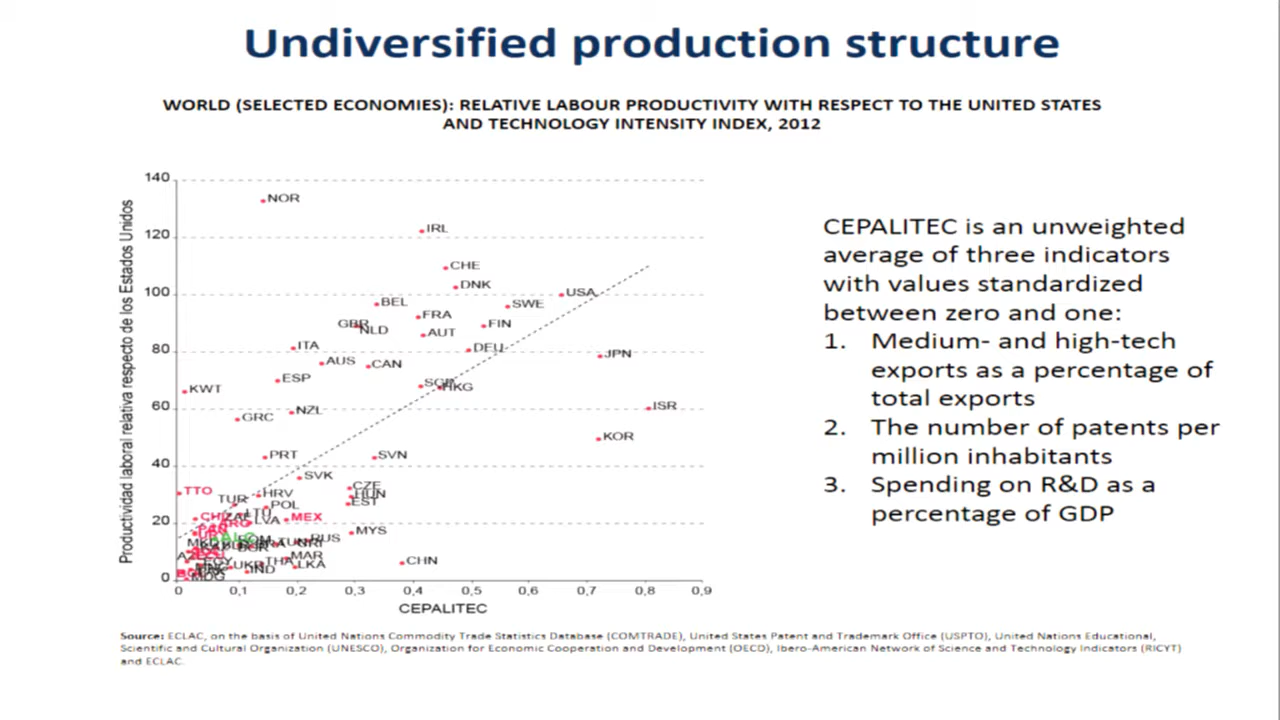 Undiversified production structure
WORLD (SELECTED ECONOMIES): RELATIVE LABOUR PRODUCTIVITY WITH RESPECT TO THE UNITED STATES
AND TECHNOLOGY INTENSITY INDEX, 2012
Productividad laboral relativa respecto de los Estados Unidos
140
120
100
80
60
40
20
0
NOR
IRL
CHE
DNK
USA
BEL
SWE
FRA
GBR
NLD
AUT
FIN
ITA
DEU
JPN
AUS
CAN
ESP
HKG
KWT
ISR
GRC
NZL
KOR
PRT
SVN
SVK
TTO
CZE
HUN
EST
TUR
HRV
POL
LVA
MEX
MYS
RUS
MAR
THA
LKA
CHN
UKR
IND
MDG
0
0,1
0,2
0,3
0,4
0,5
0,6
0,7
0,8
0,9
CEPALITEC
CEPALITEC is an unweighted
average of three indicators
with values standardized
between zero and one:
1. Medium- and high-tech
exports as a percentage of
total exports
2. The number of patents per
million inhabitants
3. Spending on R&D as a
percentage of GDP
Source: ECLAC, on the basis of United Nations Commodity Trade Statistics Database (COMTRADE), United States Patent and Trademark Office (USPTO), United Nations Educational,
Scientific and Cultural Organization (UNESCO), Organization for Economic Cooperation and Development (OECD), Ibero-American Network of Science and Technology Indicators (RICYT)
and ECLAC.